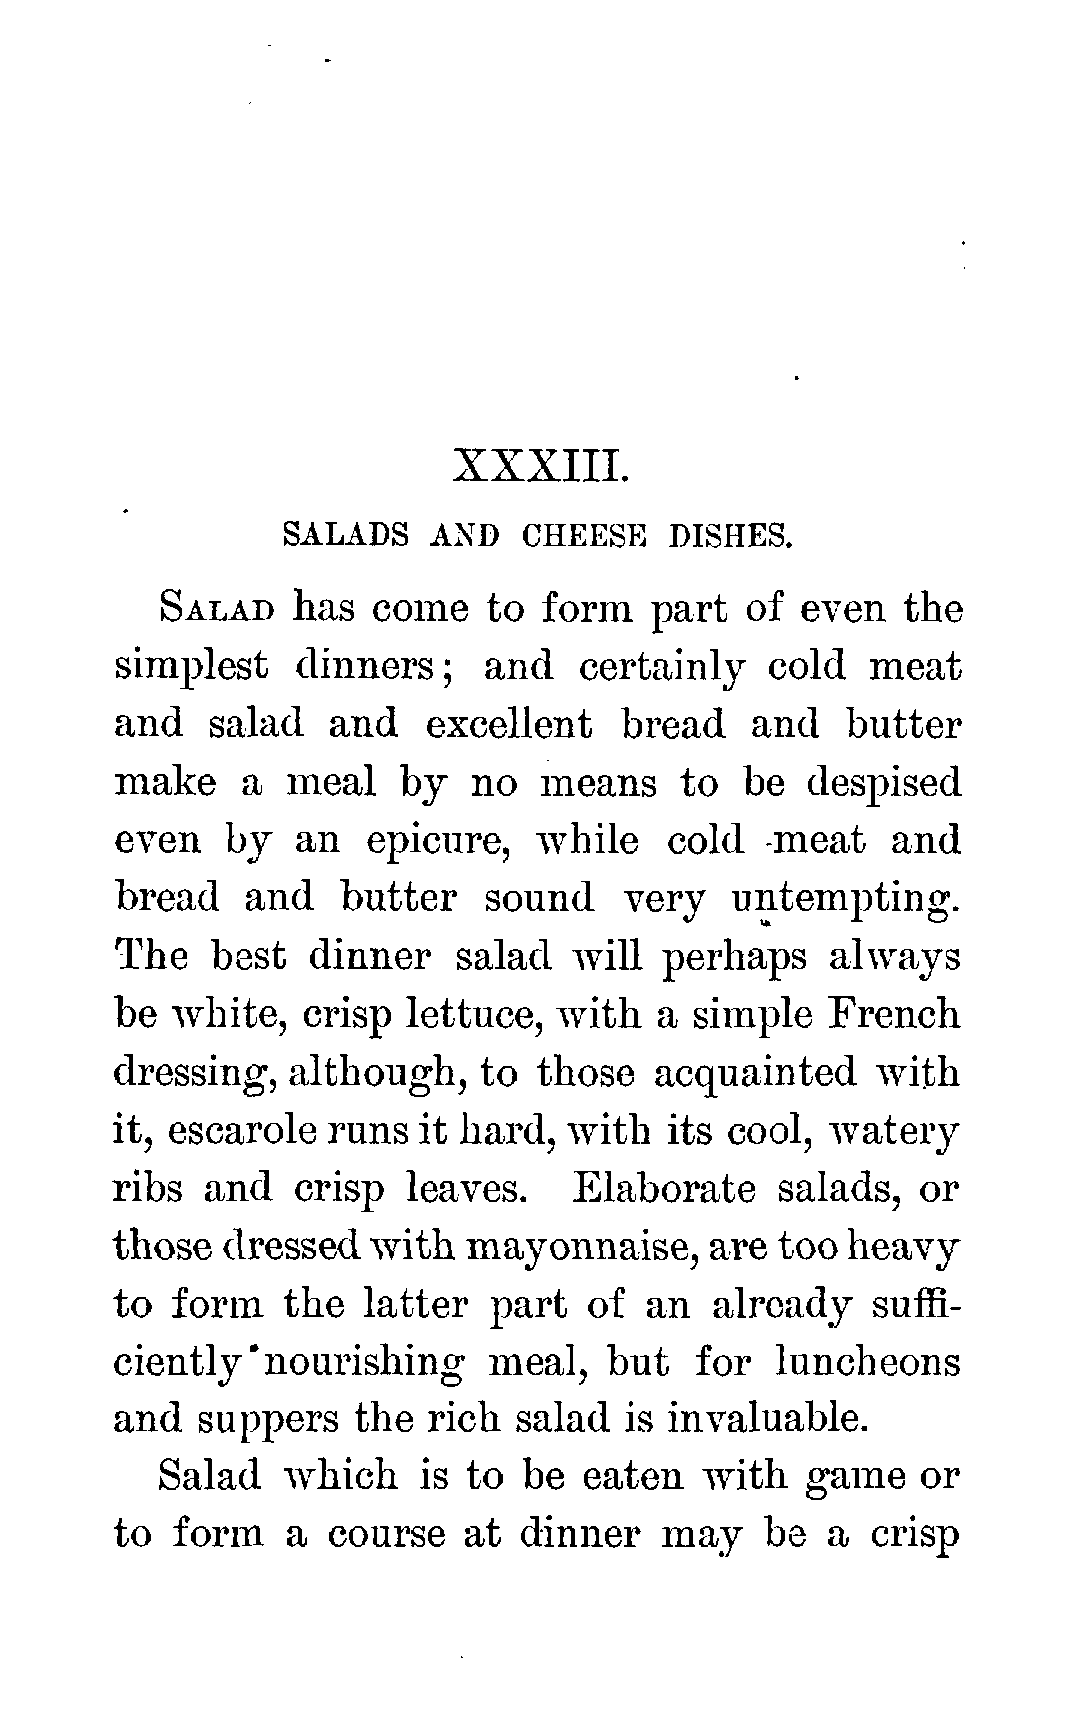 XXXIII.
SALADS AND CHEESE DISHES.
SALAD has come to form part of even the
simplest dinners; and certainly cold meat
and salad and excellent bread and butter
make a meal by no means to be despised
even by an epicure, while cold meat and
bread and butter sound very untempting.
The best dinner salad will perhaps always
be white, crisp lettuce, with a simple French
dressing, although, to those acquainted with
it, escarole runs it hard, with its cool, watery
ribs and crisp leaves. Elaborate salads, or
those dressed with mayonnaise, are too heavy
to form the latter part of an already suffi-
ciently nourishing meal, but for luncheons
and suppers the rich salad is invaluable.
Salad which is to be eaten with game or
to form a course at dinner may be a crisp